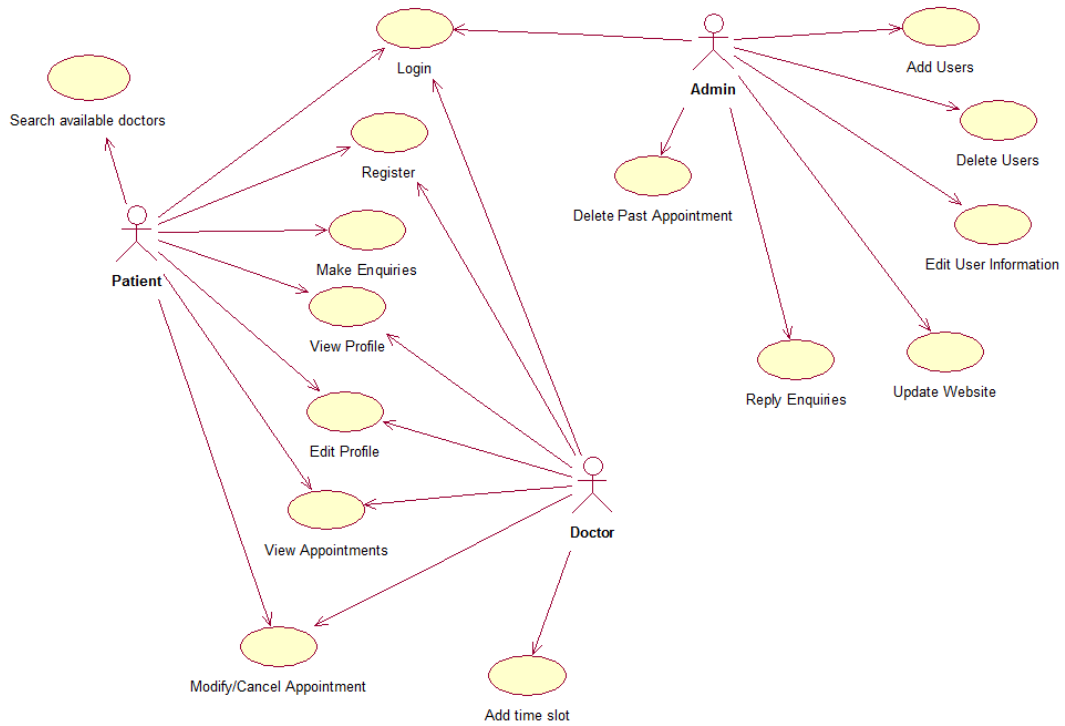 Login
Add Users
Admin
Search available doctors
Register
Delete Users
Delete Past Appointment
Patient
Make Enquiries
Edit User Information
View Profile
Reply Enquiries
Update Website
Edit Profile
Doctor
View Appointments
Modify/Cancel Appointment
Add time slot